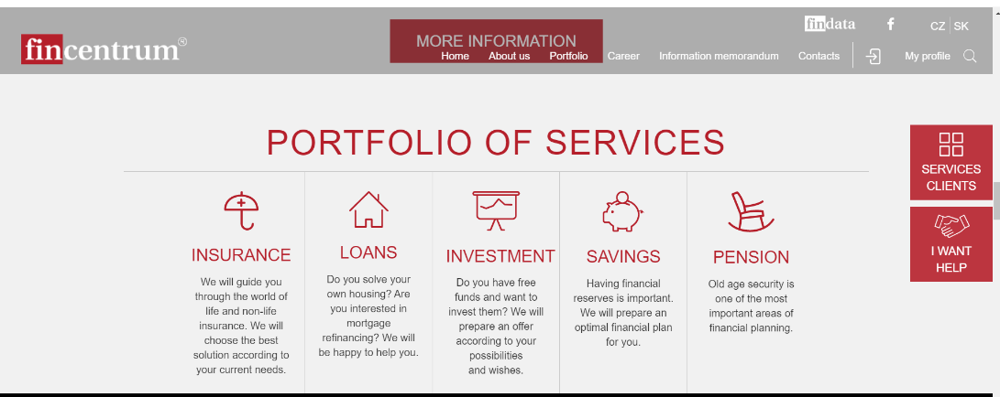 findata
CZ SK
fincentrum®
MORE INFORMATION
Home About us Portfolio Career Information memorandum Contacts My profile
PORTFOLIO OF SERVICES
INSURANCE
We will guide you
through the world of
life and non-life
insurance. We will
choose the best
solution according to
your current needs.
LOANS
Do you solve your
own housing? Are
you interested in
mortgage
refinancing? We will
be happy to help you.
INVESTMENT
Do you have free
funds and want to
invest them? We will
prepare an offer
according to your
possibilities
and wishes.
SAVINGS
Having financial
reserves is important.
We will prepare an
optimal financial plan
for you.
PENSION
Old age security is
one of the most
important areas of
financial planning.
SERVICES
CLIENTS
I WANT
HELP